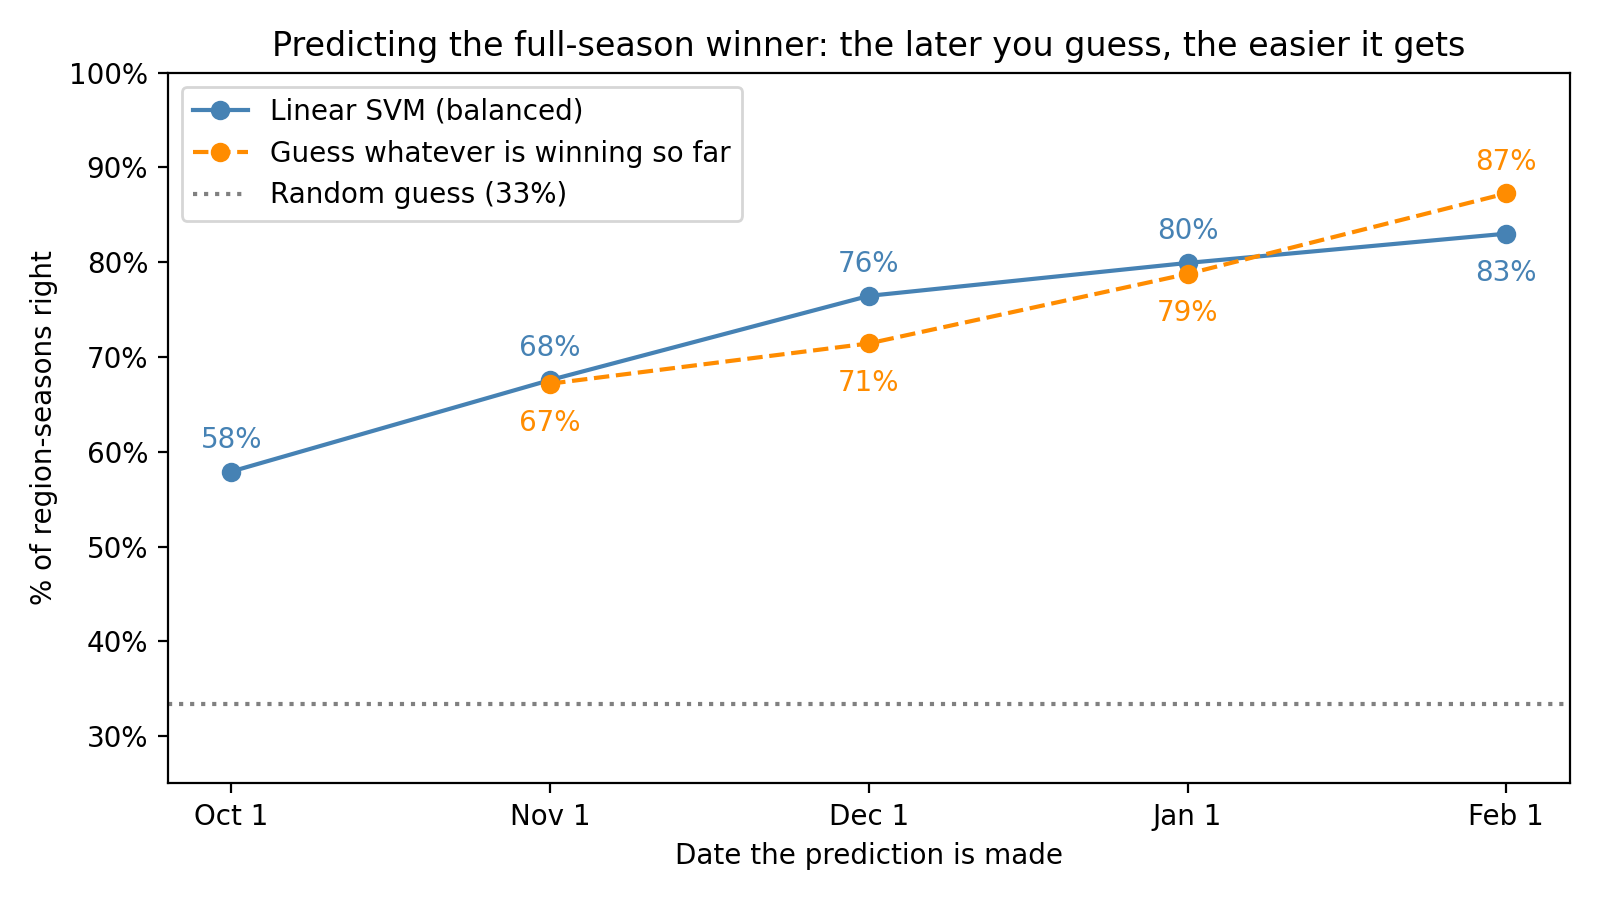 Predicting the full-season winner: the later you guess, the easier it gets
Linear SVM (balanced)
Guess whatever is winning so far
Random guess (33%)
% of region-seasons right
100%
90%
80%
70%
60%
50%
40%
30%
58%
68%
67%
76%
71%
80%
79%
87%
83%
Oct 1
Nov 1
Dec 1
Jan 1
Feb 1
Date the prediction is made